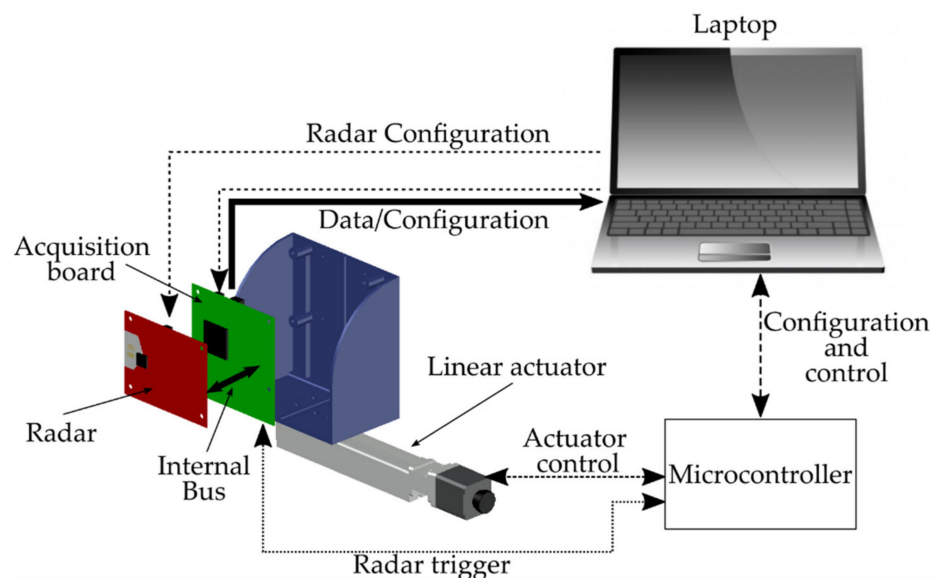 Laptop
Radar Configuration
Data/Configuration
Acquisition
board
Configuration
and
control
Linear actuator
Radar
Internal
Bus
Actuator
control
Microcontroller
Radar trigger